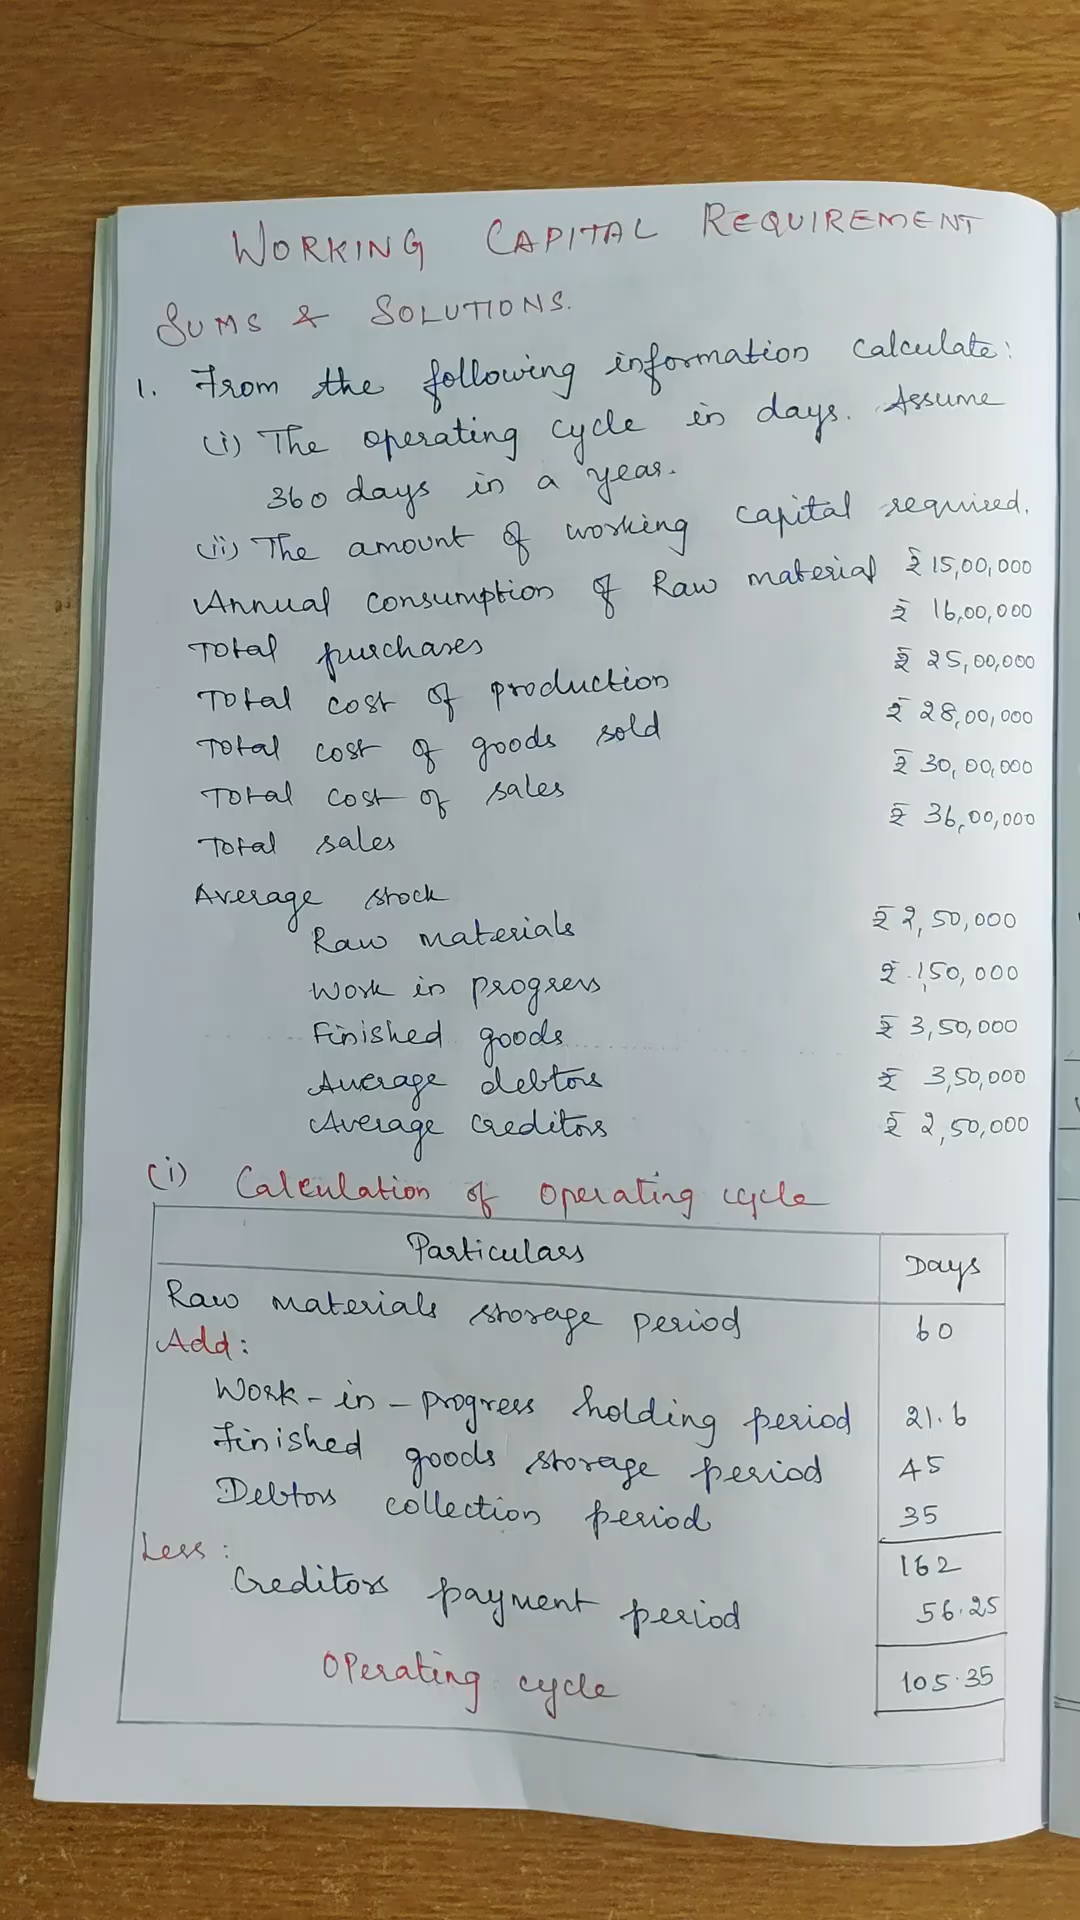 WORKING CAPITAL REQUIREMENT
SUMS & SOLUTIONS.
1. From the following information calculate:
(i) The operating cycle in days. Assume
360 days in a year.
(ii) The amount of working capital required.
Annual consumption of Raw material ₹ 15,00,000
Total purchases ₹ 16,00,000
Total cost of production ₹ 25,00,000
Total cost of goods sold ₹ 28,00,000
Total cost of sales ₹ 30,00,000
Total sales ₹ 36,00,000
Average stock
Raw materials ₹ 2,50,000
Work in progress ₹ 1,50,000
Finished goods ₹ 3,50,000
Average debtors ₹ 3,50,000
Average creditors ₹ 2,50,000
(i) Calculation of operating cycle
Particulars Days
Raw materials storage period 60
Add:
Work-in-progress holding period 21.6
Finished goods storage period 45
Debtors collection period 35
Less: 162
Creditors payment period 56.25
Operating cycle 105.35